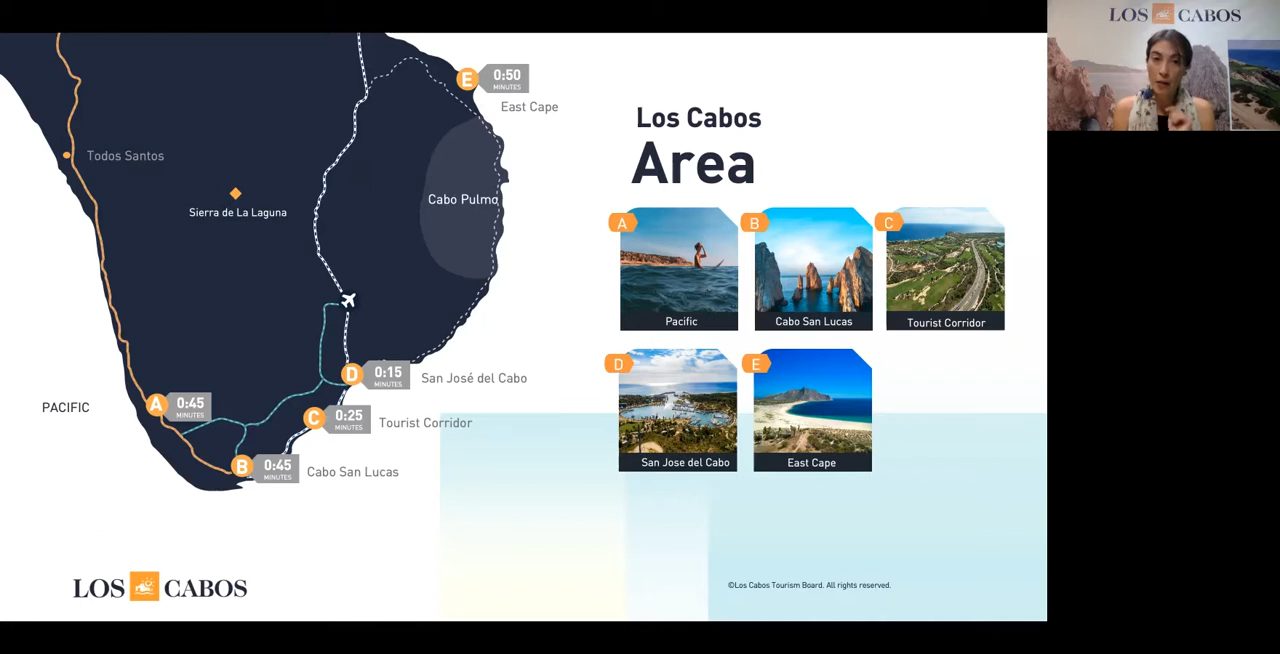 LOS CABOS
E
0:50
MINUTES
East Cape
Todos Santos
Sierra de La Laguna
Cabo Pulmo
D
0:15
MINUTES
San José del Cabo
A
0:45
MINUTES
PACIFIC
C
0:25
MINUTES
Tourist Corridor
B
0:45
MINUTES
Cabo San Lucas
Los Cabos
Area
A
Pacific
B
Cabo San Lucas
C
Tourist Corridor
D
San Jose del Cabo
E
East Cape
LOS CABOS
©Los Cabos Tourism Board. All rights reserved.